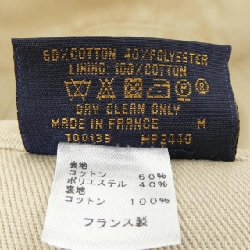 60/COTTON 40/POLYESTER
LINING: 100/COTTON
DRY CLEAN ONLY
MADE IN FRANCE M
T00139
表地
コットン 60%
ポリエステル 40%
裏地
コットン 100%
フランス製